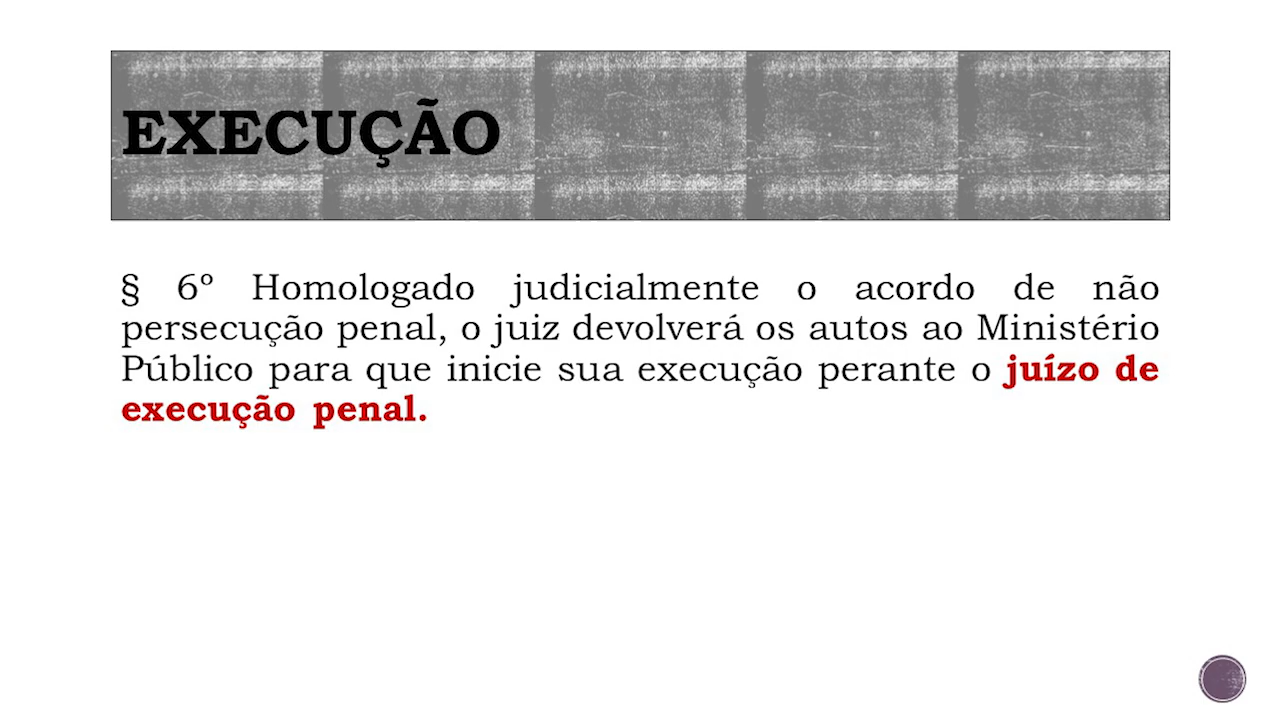 EXECUÇÃO
§ 6º Homologado judicialmente o acordo de não
persecução penal, o juiz devolverá os autos ao Ministério
Público para que inicie sua execução perante o juízo de
execução penal.